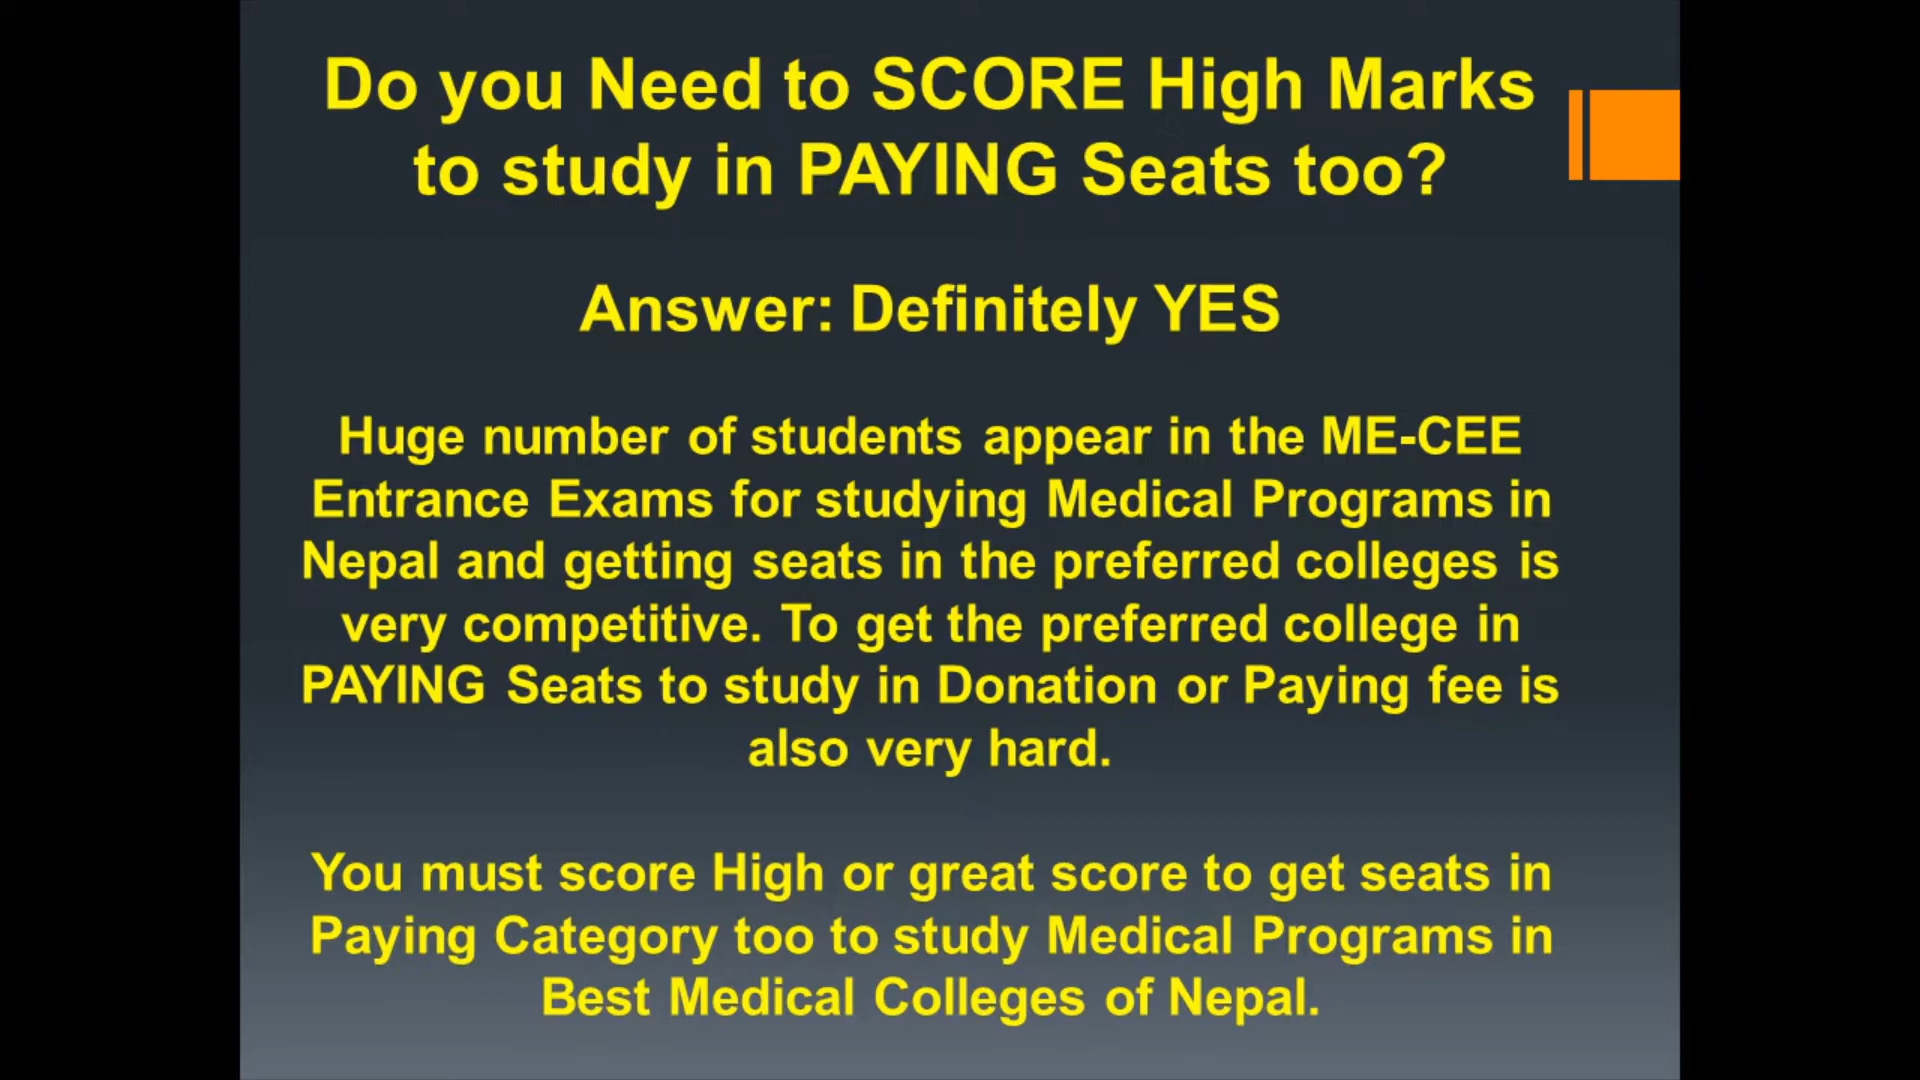 Do you Need to SCORE High Marks
to study in PAYING Seats too?
Answer: Definitely YES
Huge number of students appear in the ME-CEE
Entrance Exams for studying Medical Programs in
Nepal and getting seats in the preferred colleges is
very competitive. To get the preferred college in
PAYING Seats to study in Donation or Paying fee is
also very hard.
You must score High or great score to get seats in
Paying Category too to study Medical Programs in
Best Medical Colleges of Nepal.